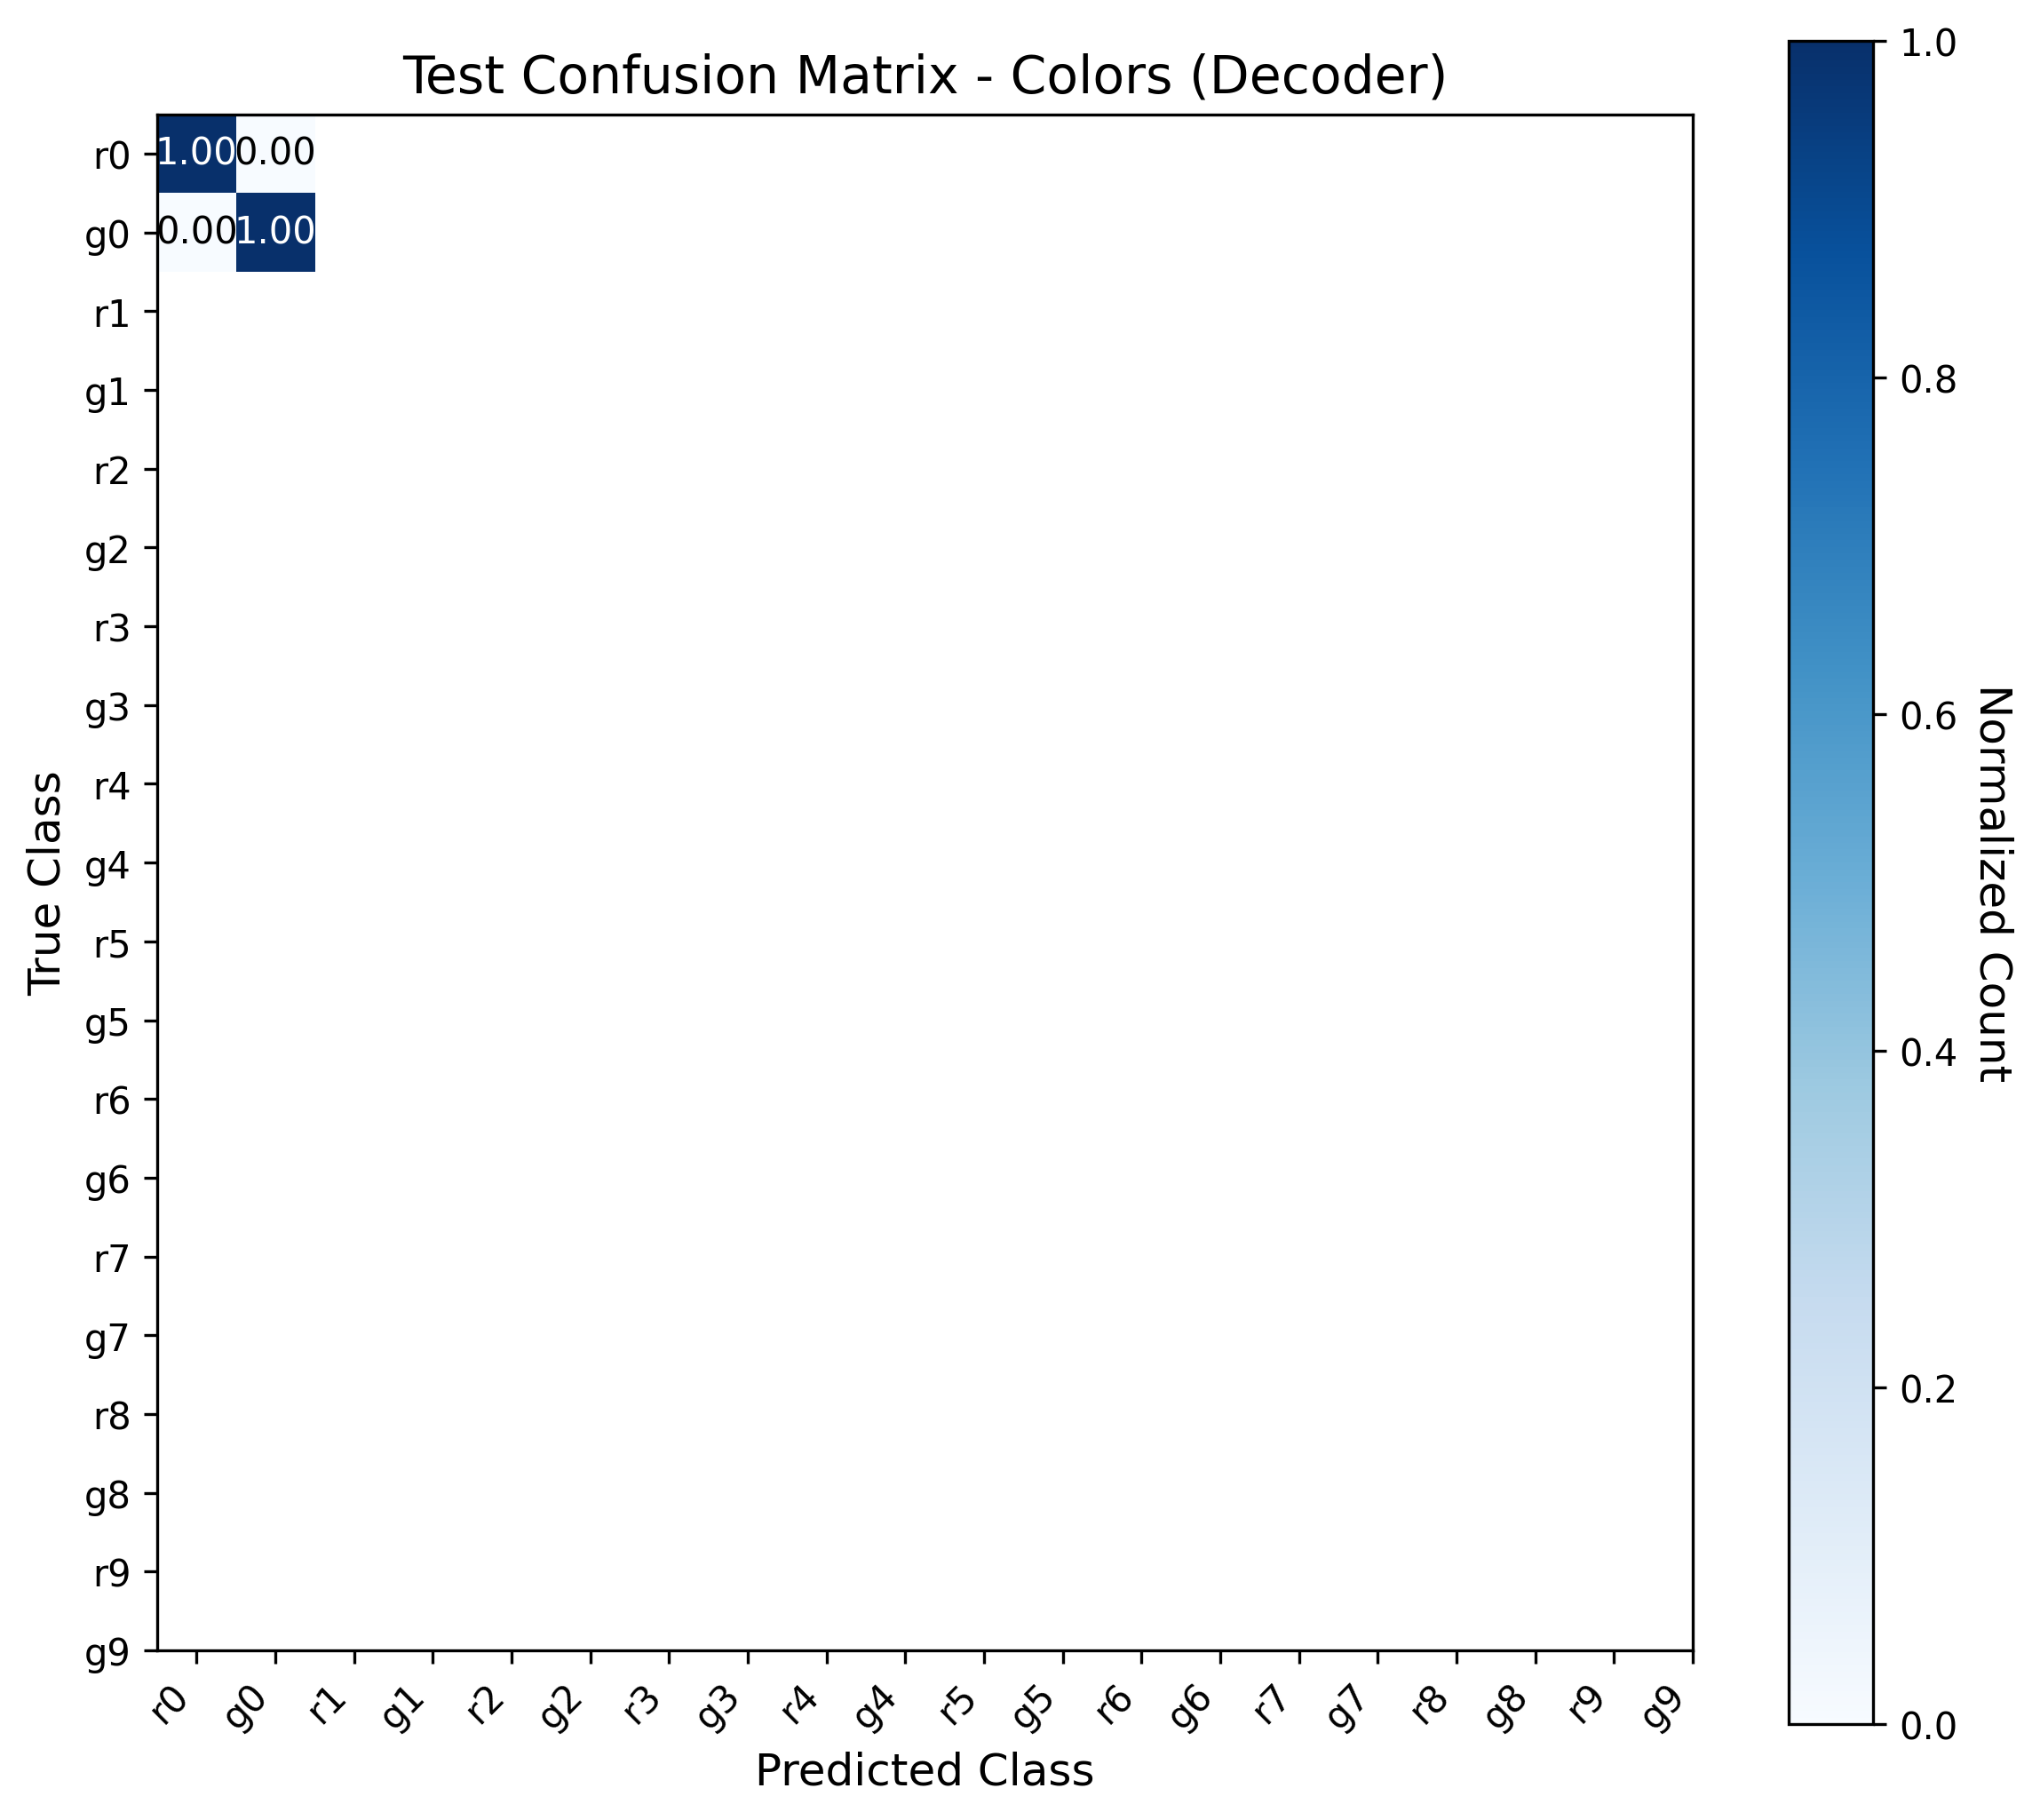 Test Confusion Matrix - Colors (Decoder)
1.00 0.00
0.00 1.00
True Class
r0
g0
r1
g1
r2
g2
r3
g3
r4
g4
r5
g5
r6
g6
r7
g7
r8
g8
r9
g9
r0 g0 r1 g1 r2 g2 r3 g3 r4 g4 r5 g5 r6 g6 r7 g7 r8 g8 r9 g9
Predicted Class
1.0
0.8
0.6
0.4
0.2
0.0
Normalized Count